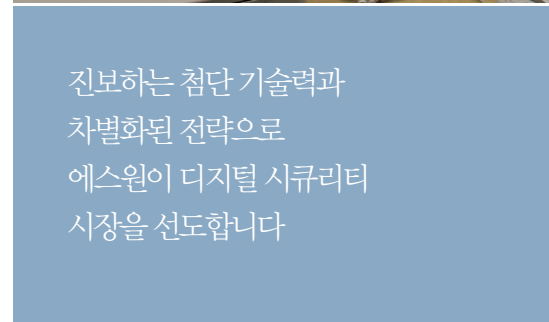 진보하는 첨단 기술력과
차별화된 전략으로
에스원이 디지털 시큐리티
시장을 선도합니다